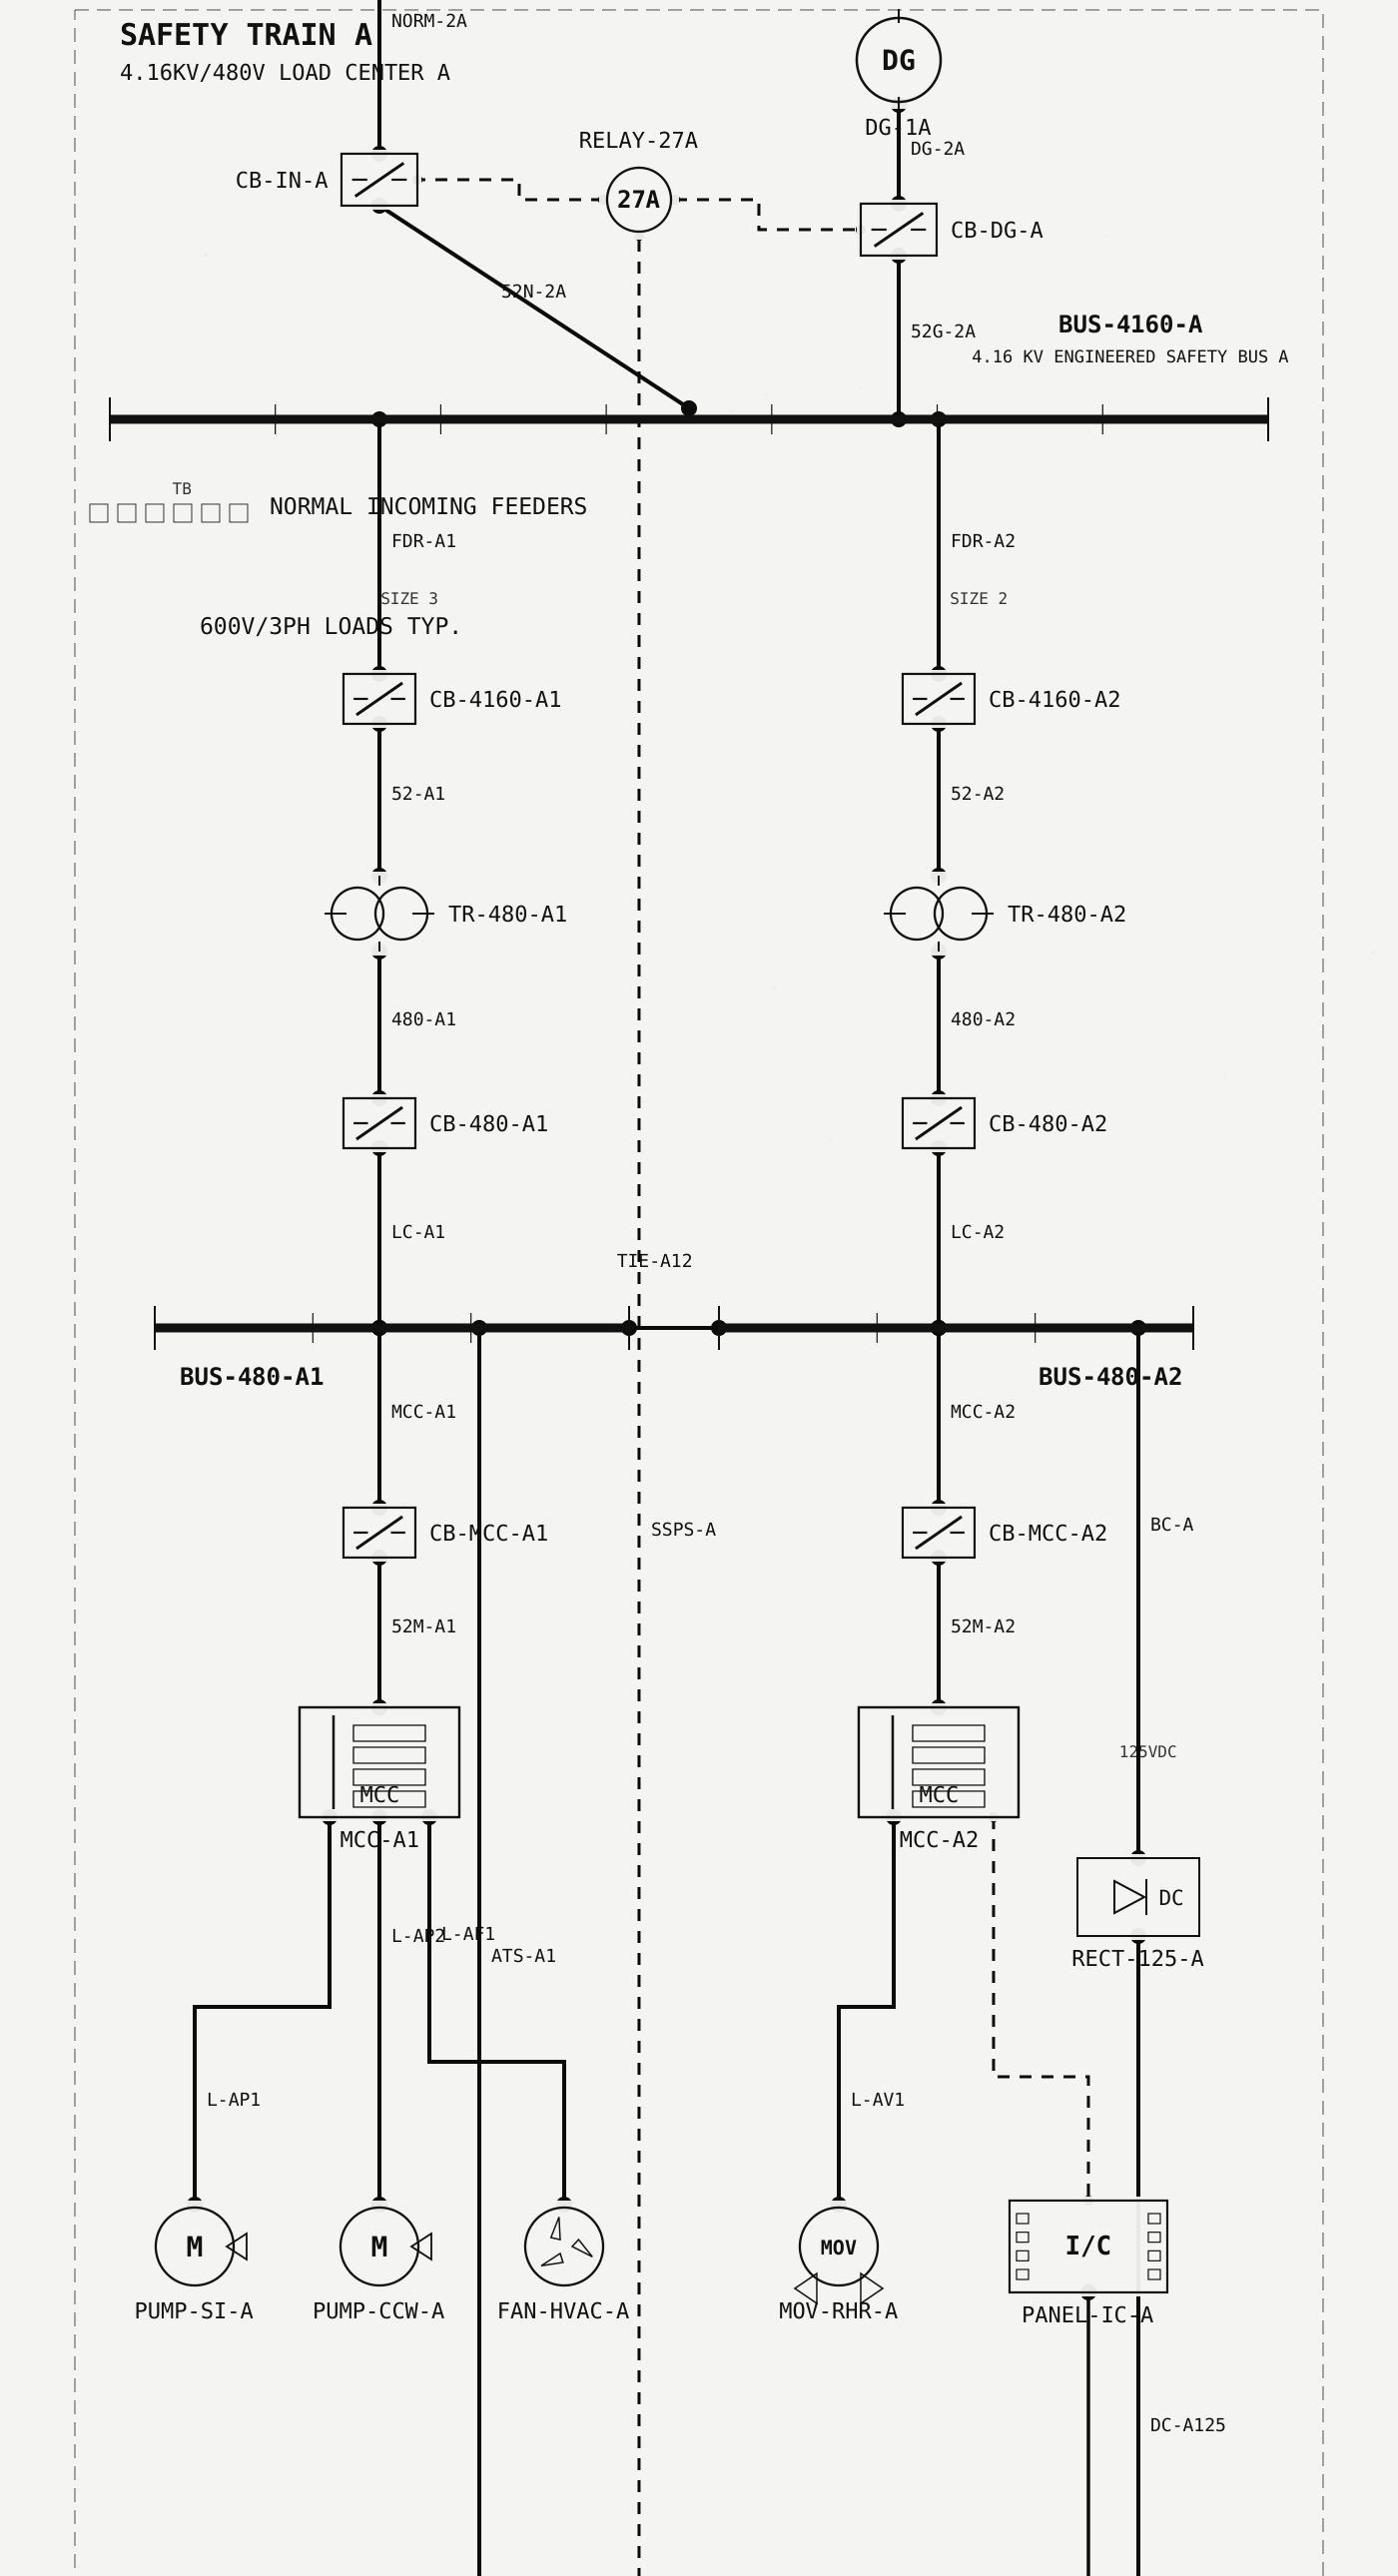 NORM-2A
SAFETY TRAIN A
4.16KV/480V LOAD CENTER A
DG
DG-1A
DG-2A
RELAY-27A
CB-IN-A
27A
CB-DG-A
52N-2A
52G-2A
BUS-4160-A
4.16 KV ENGINEERED SAFETY BUS A
TB
NORMAL INCOMING FEEDERS
FDR-A1
FDR-A2
SIZE 3
SIZE 2
600V/3PH LOADS TYP.
CB-4160-A1
CB-4160-A2
52-A1
52-A2
TR-480-A1
TR-480-A2
480-A1
480-A2
CB-480-A1
CB-480-A2
LC-A1
LC-A2
TIE-A12
BUS-480-A1
BUS-480-A2
MCC-A1
MCC-A2
CB-MCC-A1
SSPS-A
CB-MCC-A2
BC-A
52M-A1
52M-A2
125VDC
MCC
MCC
MCC-A1
MCC-A2
DC
L-AP2
L-AF1
ATS-A1
RECT-125-A
L-AP1
L-AV1
M
M
MOV
I/C
PUMP-SI-A
PUMP-CCW-A
FAN-HVAC-A
MOV-RHR-A
PANEL-IC-A
DC-A125